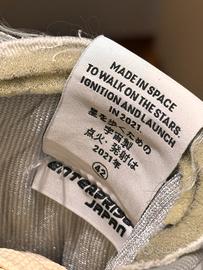 MADE IN SPACE
TO WALK ON THE STARS.
IGNITION AND LAUNCH
IN 2021.
星を歩くため
宇宙製
点火・発射は
2021年
42
ENTERPRISE
JAPAN